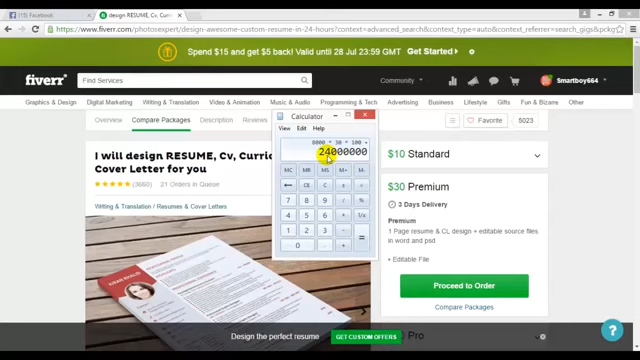 (15) Facebook
design RESUME, Cv, Curric
https://www.fiverr.com/photosexpert/design-awesome-custom-resume-in-24-hours?context=advanced_search&context_type=auto&context_referrer=search_gigs&pckg
Spend $15 and get $5 back! Valid until 28 Jul 23:59 GMT
Get Started
fiverr
Find Services
Community
Smartboy664
Graphics & Design
Digital Marketing
Writing & Translation
Video & Animation
Music & Audio
Programming & Tech
Advertising
Business
Lifestyle
Gifts
Fun & Bizarre
Other
Overview
Compare Packages
Description
Reviews
Favorite
5023
Calculator
View Edit Help
8000 * 30 * 100 +
24000000
MC MR MS M+ M-
CE C ±
7 8 9 / %
4 5 6 * 1/x
1 2 3 - =
0 . +
I will design RESUME, Cv, Curric
Cover Letter for you
(3660)
21 Orders in Queue
Writing & Translation / Resumes & Cover Letters
$10 Standard
$30 Premium
3 Days Delivery
Premium
1 Page resume & CL design + editable source files
in word and psd
+ Editable File
Proceed to Order
Compare Packages
Pro
Design the perfect resume
GET CUSTOM OFFERS
?